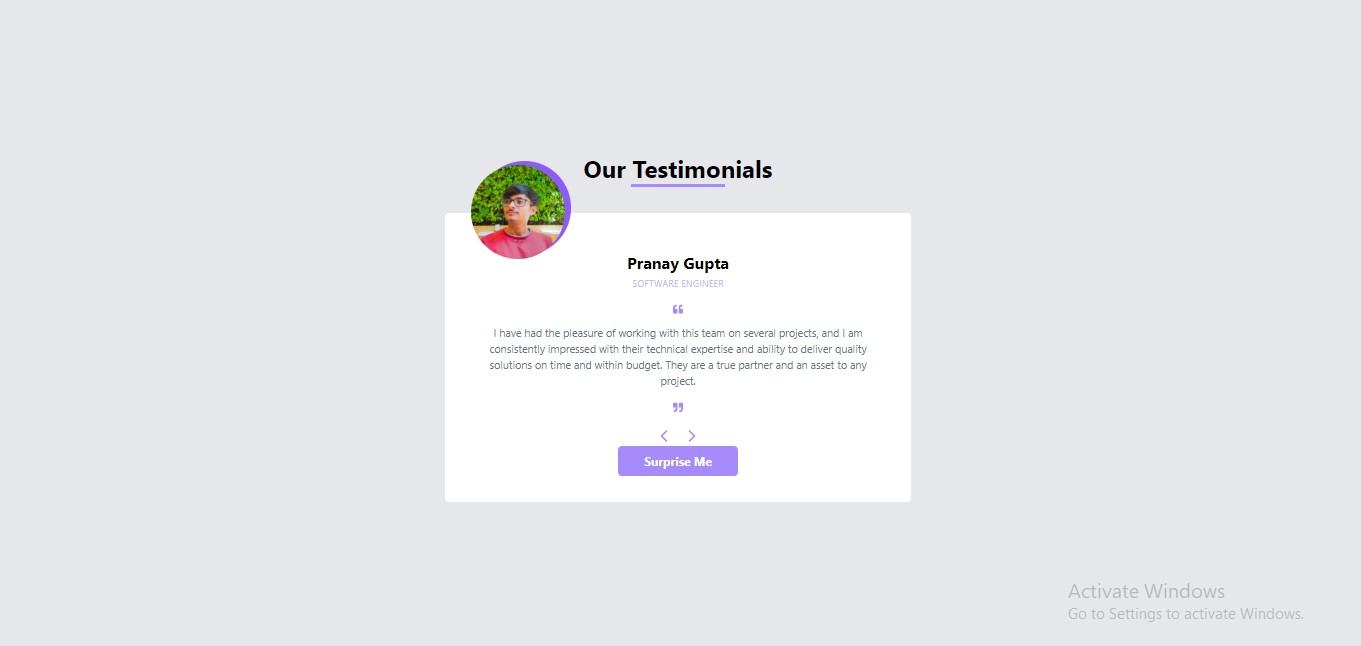 Our Testimonials
Pranay Gupta
SOFTWARE ENGINEER
“
I have had the pleasure of working with this team on several projects, and I am
consistently impressed with their technical expertise and ability to deliver quality
solutions on time and within budget. They are a true partner and an asset to any
project.
”
Surprise Me
Activate Windows
Go to Settings to activate Windows.